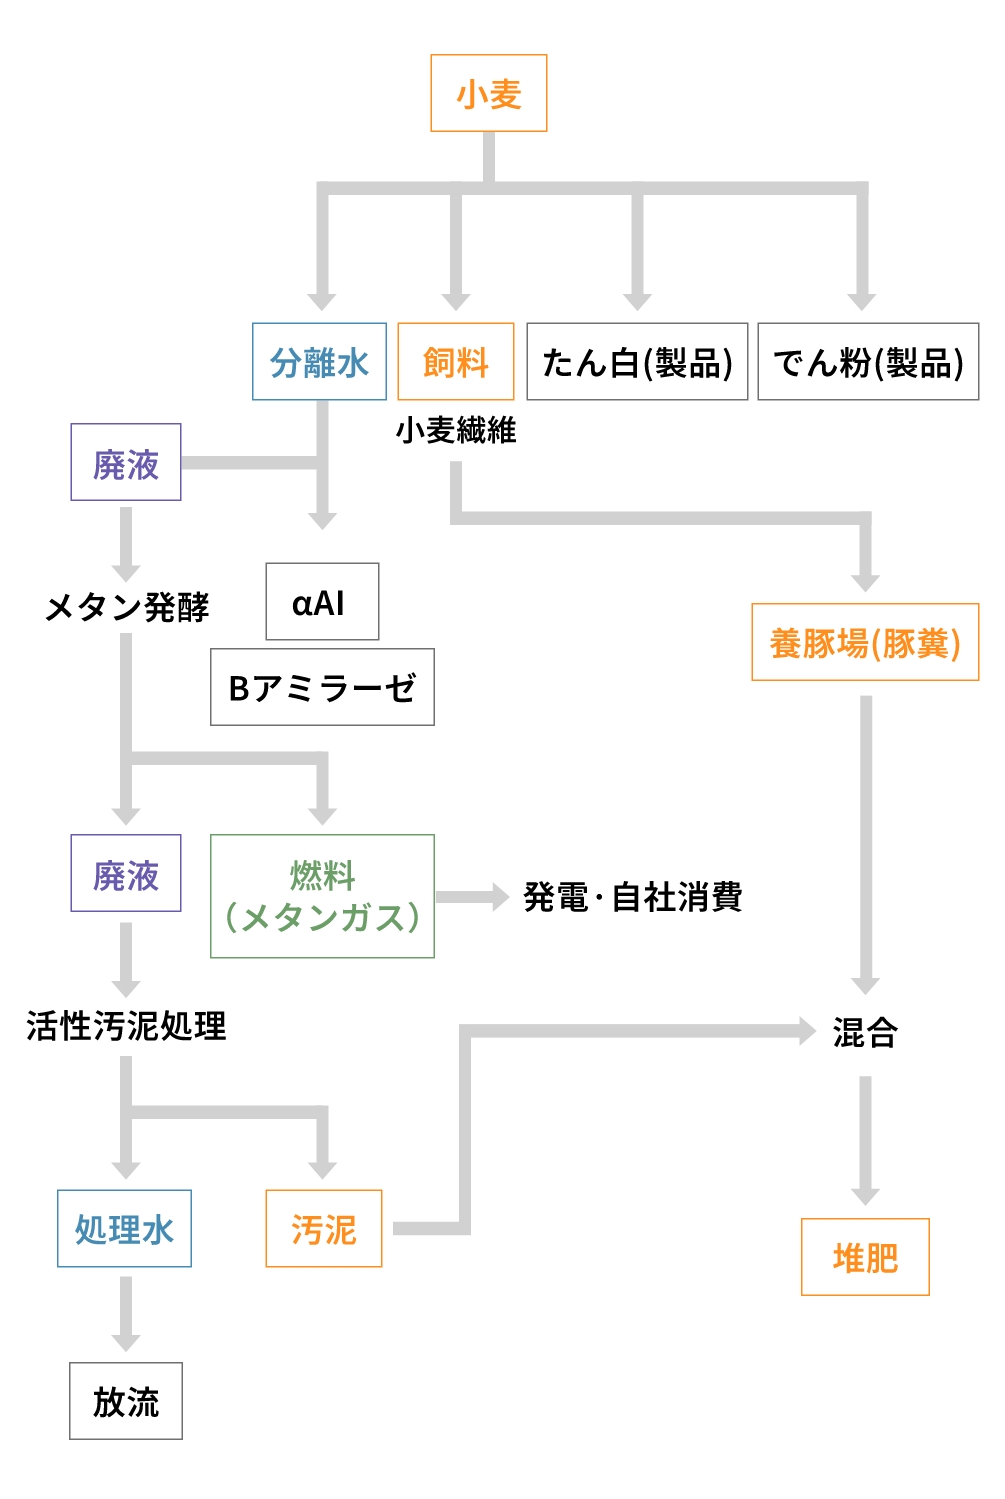 小麦
分離水
飼料
たん白(製品)
でん粉(製品)
小麦繊維
廃液
メタン発酵
αAI
Bアミラーゼ
養豚場(豚糞)
廃液
燃料
（メタンガス）
発電・自社消費
活性汚泥処理
混合
処理水
汚泥
堆肥
放流